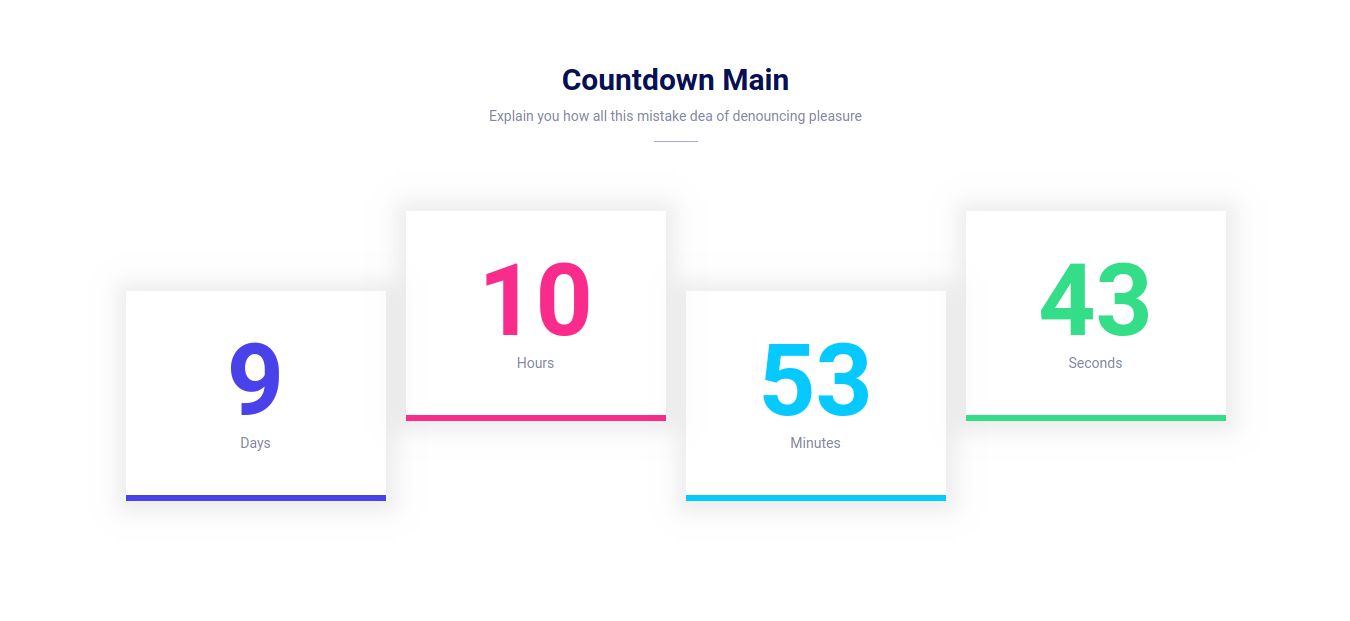 Countdown Main
Explain you how all this mistake idea of denouncing pleasure
9
Days
10
Hours
53
Minutes
43
Seconds